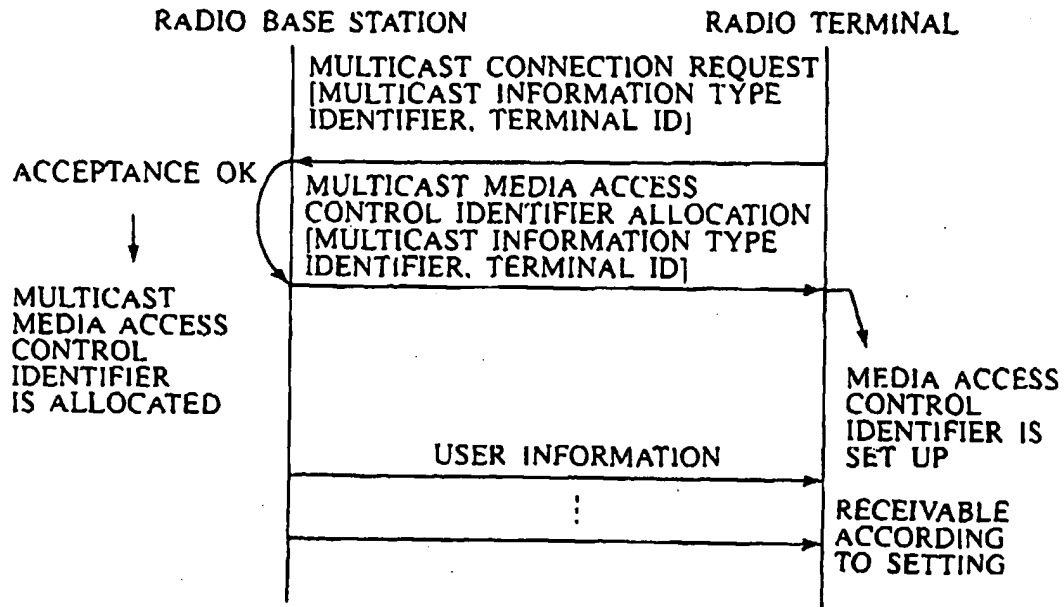 RADIO BASE STATION
RADIO TERMINAL
MULTICAST CONNECTION REQUEST
[MULTICAST INFORMATION TYPE
IDENTIFIER. TERMINAL ID]
ACCEPTANCE OK
MULTICAST MEDIA ACCESS
CONTROL IDENTIFIER ALLOCATION
[MULTICAST INFORMATION TYPE
IDENTIFIER. TERMINAL ID]
MULTICAST
MEDIA ACCESS
CONTROL
IDENTIFIER
IS ALLOCATED
MEDIA ACCESS
CONTROL
IDENTIFIER IS
SET UP
USER INFORMATION
RECEIVABLE
ACCORDING
TO SETTING